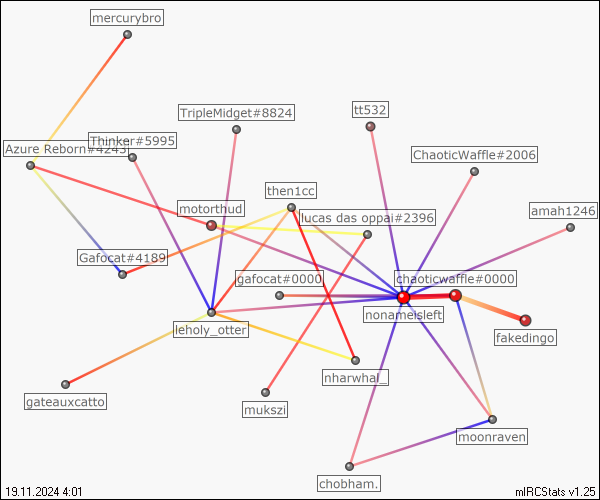 mercurybro
TripleMidget#8824
tt532
Thinker#5995
Azure Reborn#4243
ChaoticWaffle#2006
then1cc
motorthud
lucas das oppai#2396
amah1246
Gafocat#4189
gafocat#0000
chaoticwaffle#0000
nonameisleft
leholy_otter
fakedingo
nharwhal_
gateauxcatto
mukszi
moonraven
chobham.
19.11.2024 4:01
mIRCStats v1.25